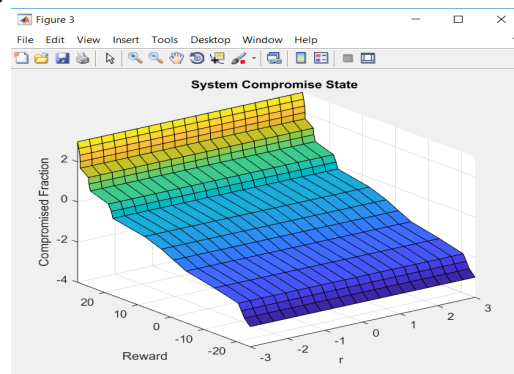 Figure 3
File Edit View Insert Tools Desktop Window Help
System Compromise State
Compromised Fraction
2
0
-2
-4
20
10
0
-10
-20
Reward
-3
-2
-1
0
1
2
3
r